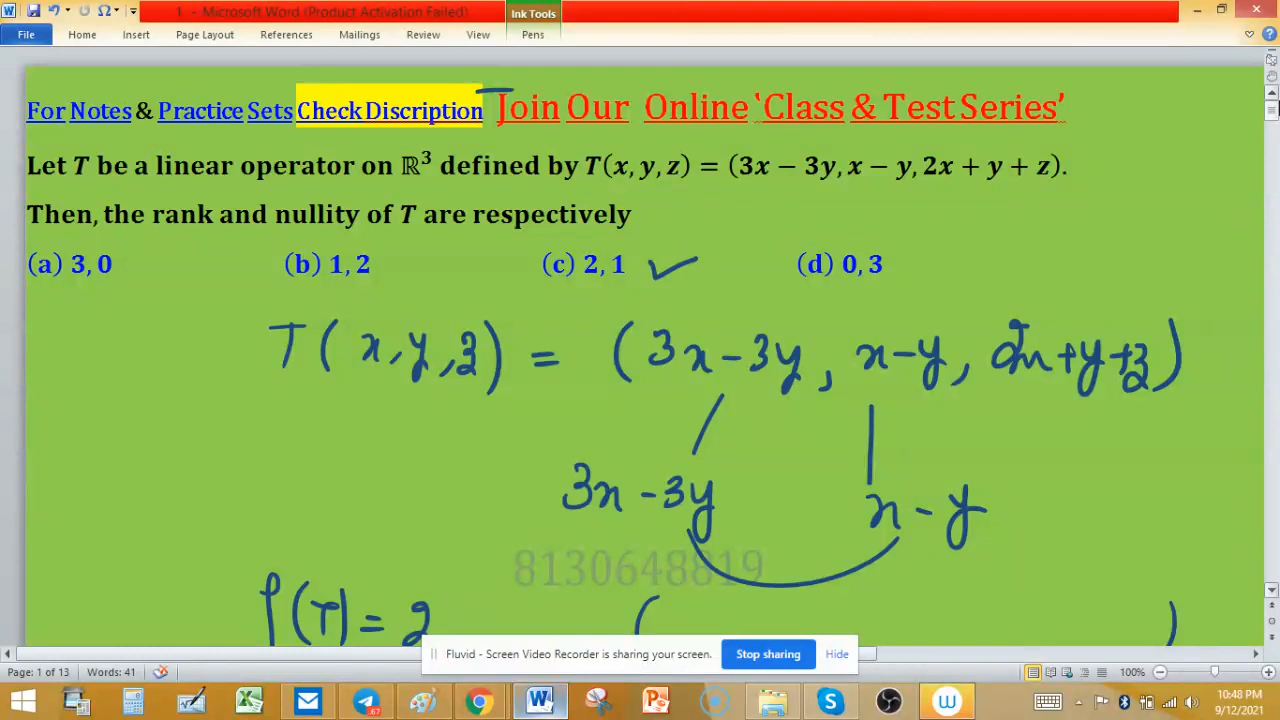 1 - Microsoft Word (Product Activation Failed)
Ink Tools
File Home Insert Page Layout References Mailings Review View Pens
For Notes & Practice Sets Check Discription Join Our Online 'Class & Test Series'
Let T be a linear operator on ℝ³ defined by T(x, y, z) = (3x − 3y, x − y, 2x + y + z).
Then, the rank and nullity of T are respectively
(a) 3, 0 (b) 1, 2 (c) 2, 1 ✓ (d) 0, 3
T(x, y, z) = (3x − 3y, x − y, 2x + y + z)
3x − 3y x − y
8130648819
ρ(T) = 2 ( )
Fluvid - Screen Video Recorder is sharing your screen. Stop sharing Hide
Page: 1 of 13 Words: 41 100%
67
10:48 PM
9/12/2021